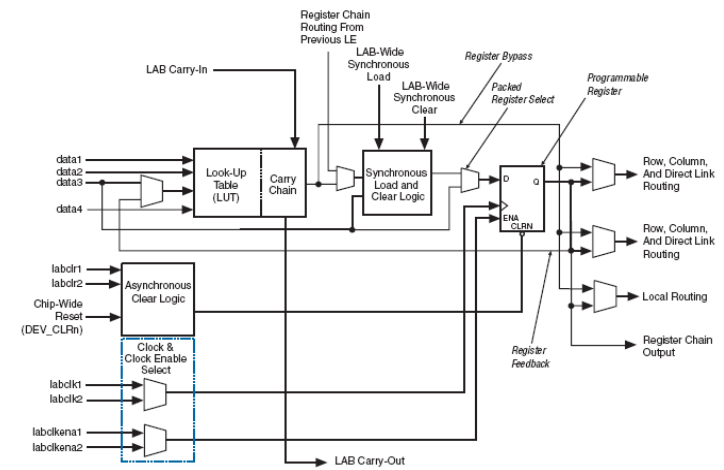 Register Chain
Routing From
Previous LE
LAB-Wide
Synchronous
Load
LAB-Wide
Synchronous
Clear
Register Bypass
Packed
Register Select
Programmable
Register
LAB Carry-In
data1
data2
data3
data4
Look-Up
Table
(LUT)
Carry
Chain
Synchronous
Load and
Clear Logic
D
Q
ENA
CLRN
Row, Column,
And Direct Link
Routing
Row, Column,
And Direct Link
Routing
Local Routing
Register Chain
Output
Register
Feedback
labclr1
labclr2
Chip-Wide
Reset
(DEV_CLRn)
Asynchronous
Clear Logic
Clock &
Clock Enable
Select
labclk1
labclk2
labclkena1
labclkena2
LAB Carry-Out